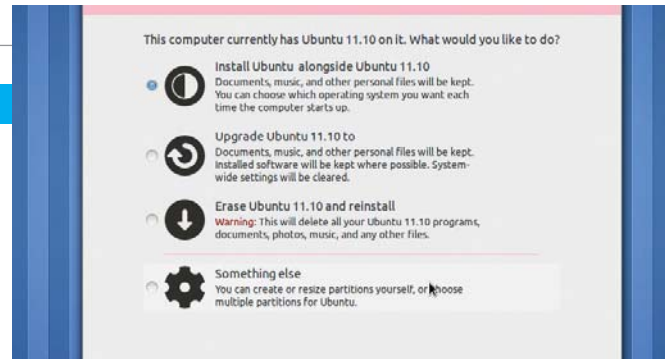 This computer currently has Ubuntu 11.10 on it. What would you like to do?
Install Ubuntu alongside Ubuntu 11.10
Documents, music, and other personal files will be kept.
You can choose which operating system you want each
time the computer starts up.
Upgrade Ubuntu 11.10 to
Documents, music, and other personal files will be kept.
Installed software will be kept where possible. System-
wide settings will be cleared.
Erase Ubuntu 11.10 and reinstall
Warning: This will delete all your Ubuntu 11.10 programs,
documents, photos, music, and any other files.
Something else
You can create or resize partitions yourself, or choose
multiple partitions for Ubuntu.